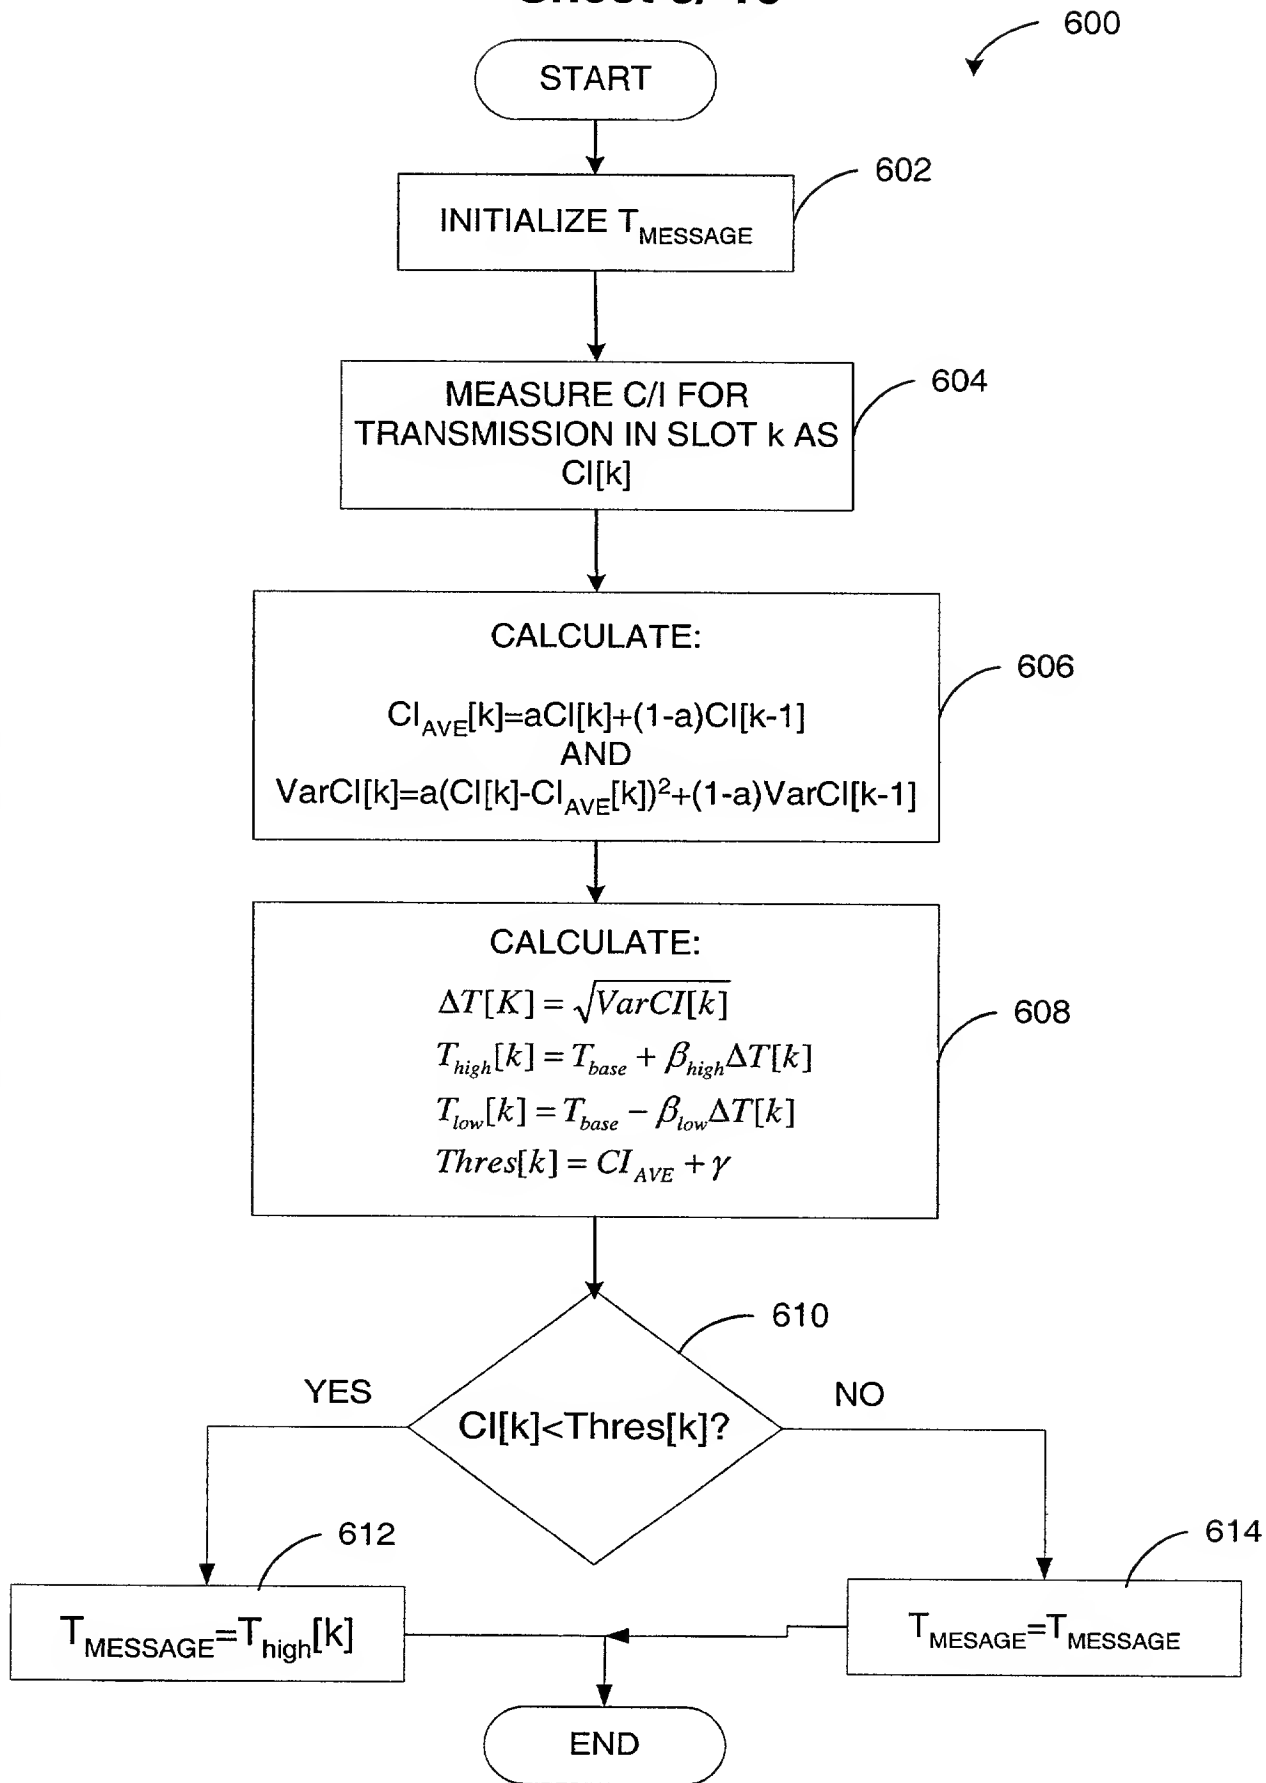 600
START
602
INITIALIZE T_MESSAGE
604
MEASURE C/I FOR
TRANSMISSION IN SLOT k AS
CI[k]
CALCULATE:
606
CI_AVE[k]=aCI[k]+(1-a)CI[k-1]
AND
VarCI[k]=a(CI[k]-CI_AVE[k])²+(1-a)VarCI[k-1]
CALCULATE:
ΔT[K] = √VarCI[k]
608
T_high[k] = T_base + β_high ΔT[k]
T_low[k] = T_base − β_low ΔT[k]
Thres[k] = CI_AVE + γ
610
YES
NO
CI[k]<Thres[k]?
612
614
T_MESSAGE=T_high[k]
T_MESAGE=T_MESSAGE
END